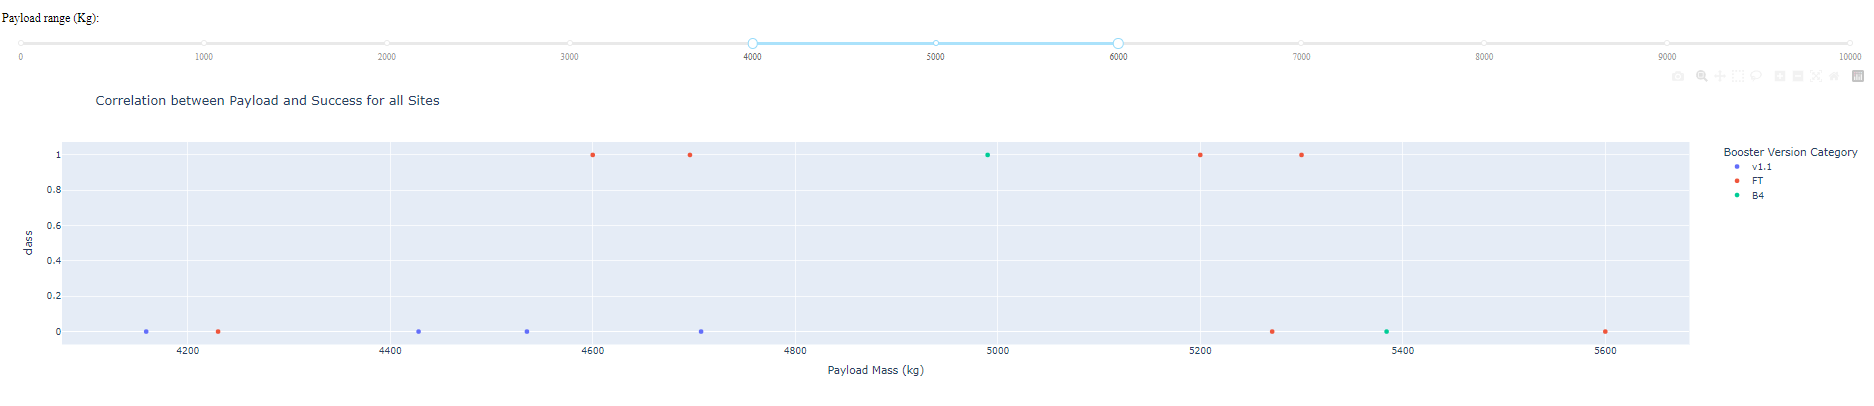 Payload range (Kg):
0 1000 2000 3000 4000 5000 6000 7000 8000 9000 10000
Correlation between Payload and Success for all Sites
Booster Version Category
v1.1
FT
B4
1
0.8
0.6
0.4
0.2
0
class
4200 4400 4600 4800 5000 5200 5400 5600
Payload Mass (kg)